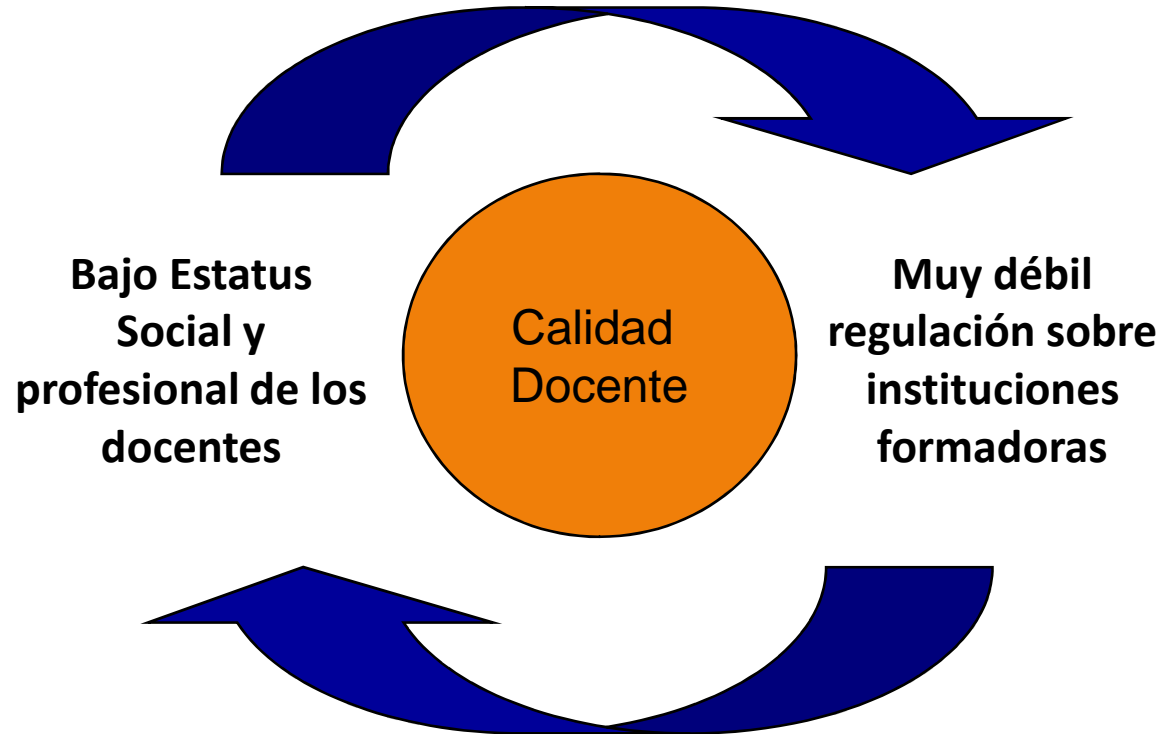 Bajo Estatus
Social y
profesional de los
docentes
Calidad
Docente
Muy débil
regulación sobre
instituciones
formadoras